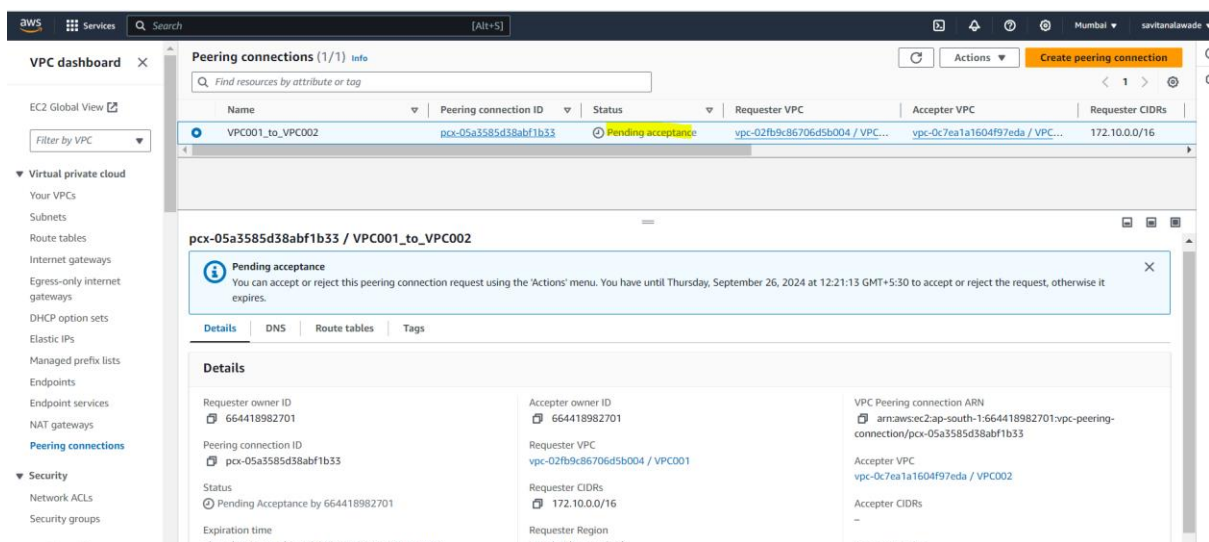 aws Services Search [Alt+S] Mumbai savitanalawade
VPC dashboard
EC2 Global View
Filter by VPC
Virtual private cloud
Your VPCs
Subnets
Route tables
Internet gateways
Egress-only internet
gateways
DHCP option sets
Elastic IPs
Managed prefix lists
Endpoints
Endpoint services
NAT gateways
Peering connections
Security
Network ACLs
Security groups
Peering connections (1/1) Info
Actions Create peering connection
Find resources by attribute or tag
1
Name Peering connection ID Status Requester VPC Accepter VPC Requester CIDRs
VPC001_to_VPC002 pcx-05a3585d38abf1b33 Pending acceptance vpc-02fb9c86706d5b004 / VPC... vpc-0c7ea1a1604f97eda / VPC... 172.10.0.0/16
pcx-05a3585d38abf1b33 / VPC001_to_VPC002
Pending acceptance
You can accept or reject this peering connection request using the 'Actions' menu. You have until Thursday, September 26, 2024 at 12:21:13 GMT+5:30 to accept or reject the request, otherwise it
expires.
Details DNS Route tables Tags
Details
Requester owner ID
664418982701
Peering connection ID
pcx-05a3585d38abf1b33
Status
Pending Acceptance by 664418982701
Expiration time
Accepter owner ID
664418982701
Requester VPC
vpc-02fb9c86706d5b004 / VPC001
Requester CIDRs
172.10.0.0/16
Requester Region
VPC Peering connection ARN
arn:aws:ec2:ap-south-1:664418982701:vpc-peering-
connection/pcx-05a3585d38abf1b33
Accepter VPC
vpc-0c7ea1a1604f97eda / VPC002
Accepter CIDRs
–